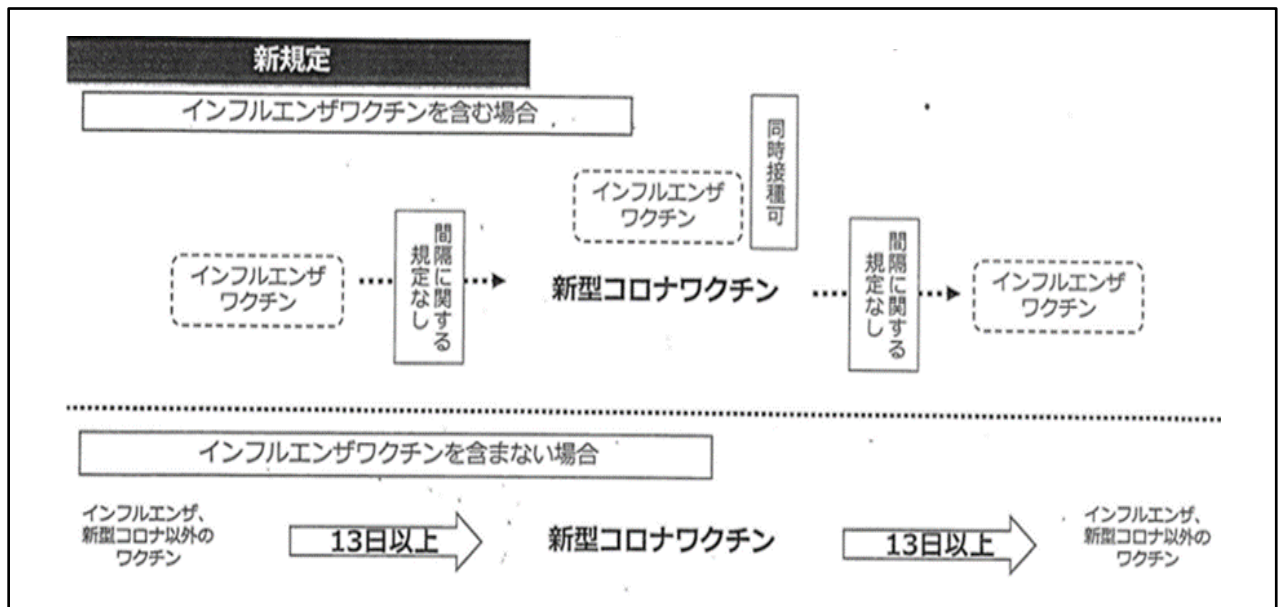 新規定
インフルエンザワクチンを含む場合
同時接種可
インフルエンザ
ワクチン
インフルエンザ
ワクチン
間隔に関する
規定なし
新型コロナワクチン
間隔に関する
規定なし
インフルエンザ
ワクチン
インフルエンザワクチンを含まない場合
インフルエンザ、
新型コロナ以外の
ワクチン
13日以上
新型コロナワクチン
13日以上
インフルエンザ、
新型コロナ以外の
ワクチン